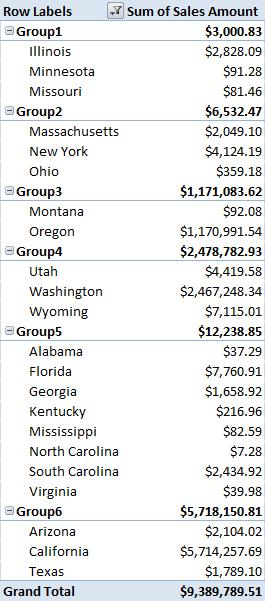 Row Labels Sum of Sales Amount
Group1 $3,000.83
Illinois $2,828.09
Minnesota $91.28
Missouri $81.46
Group2 $6,532.47
Massachusetts $2,049.10
New York $4,124.19
Ohio $359.18
Group3 $1,171,083.62
Montana $92.08
Oregon $1,170,991.54
Group4 $2,478,782.93
Utah $4,419.58
Washington $2,467,248.34
Wyoming $7,115.01
Group5 $12,238.85
Alabama $37.29
Florida $7,760.91
Georgia $1,658.92
Kentucky $216.96
Mississippi $82.59
North Carolina $7.28
South Carolina $2,434.92
Virginia $39.98
Group6 $5,718,150.81
Arizona $2,104.02
California $5,714,257.69
Texas $1,789.10
Grand Total $9,389,789.51